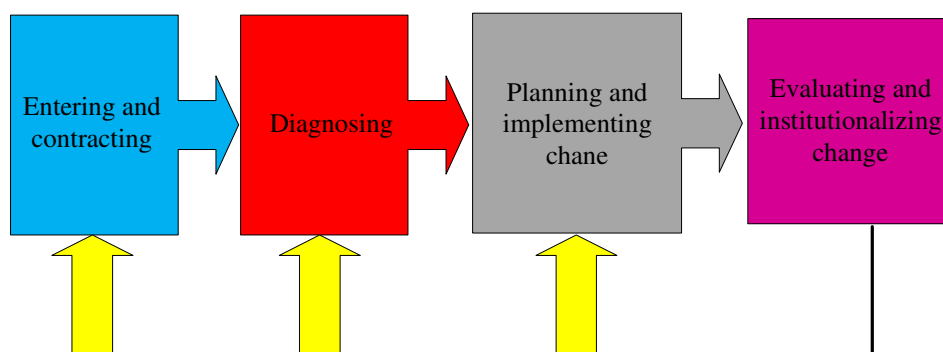 Entering and
contracting
Diagnosing
Planning and
implementing
chane
Evaluating and
institutionalizing
change